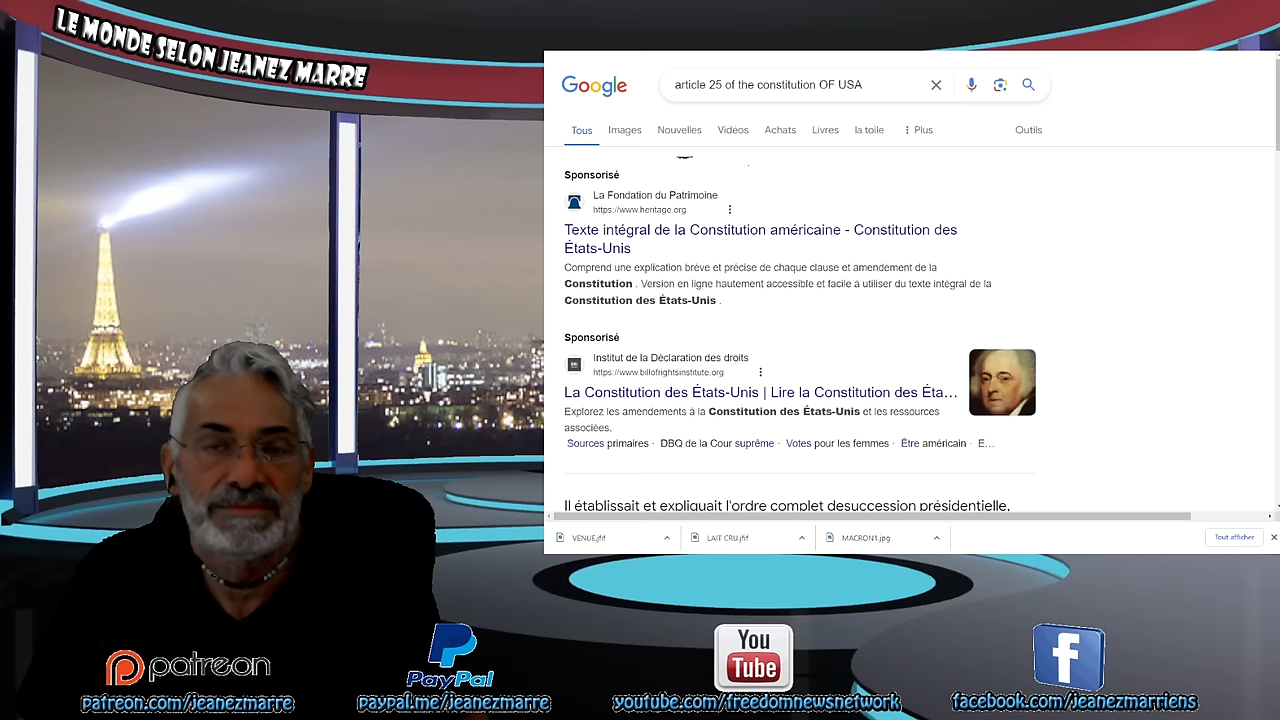 LE MONDE SELON JEANEZ MARRE
Google
article 25 of the constitution OF USA
Tous Images Nouvelles Vidéos Achats Livres la toile Plus Outils
Sponsorisé
La Fondation du Patrimoine
https://www.heritage.org
Texte intégral de la Constitution américaine - Constitution des
États-Unis
Comprend une explication brève et précise de chaque clause et amendement de la
Constitution . Version en ligne hautement accessible et facile à utiliser du texte intégral de la
Constitution des États-Unis .
Sponsorisé
Institut de la Déclaration des droits
https://www.billofrightsinstitute.org
La Constitution des États-Unis | Lire la Constitution des Éta...
Explorez les amendements à la Constitution des États-Unis et les ressources
associées.
Sources primaires · DBQ de la Cour suprême · Votes pour les femmes · Être américain · E...
Il établissait et expliquait l'ordre complet desuccession présidentielle.
VENUE.jfif LAIT CRU.jfif MACRON1.jpg Tout afficher
patreon PayPal You Tube f
patreon.com/jeanezmarre paypal.me/jeanezmarre youtube.com/freedomnewsnetwork facebook.com/jeanezmarriens